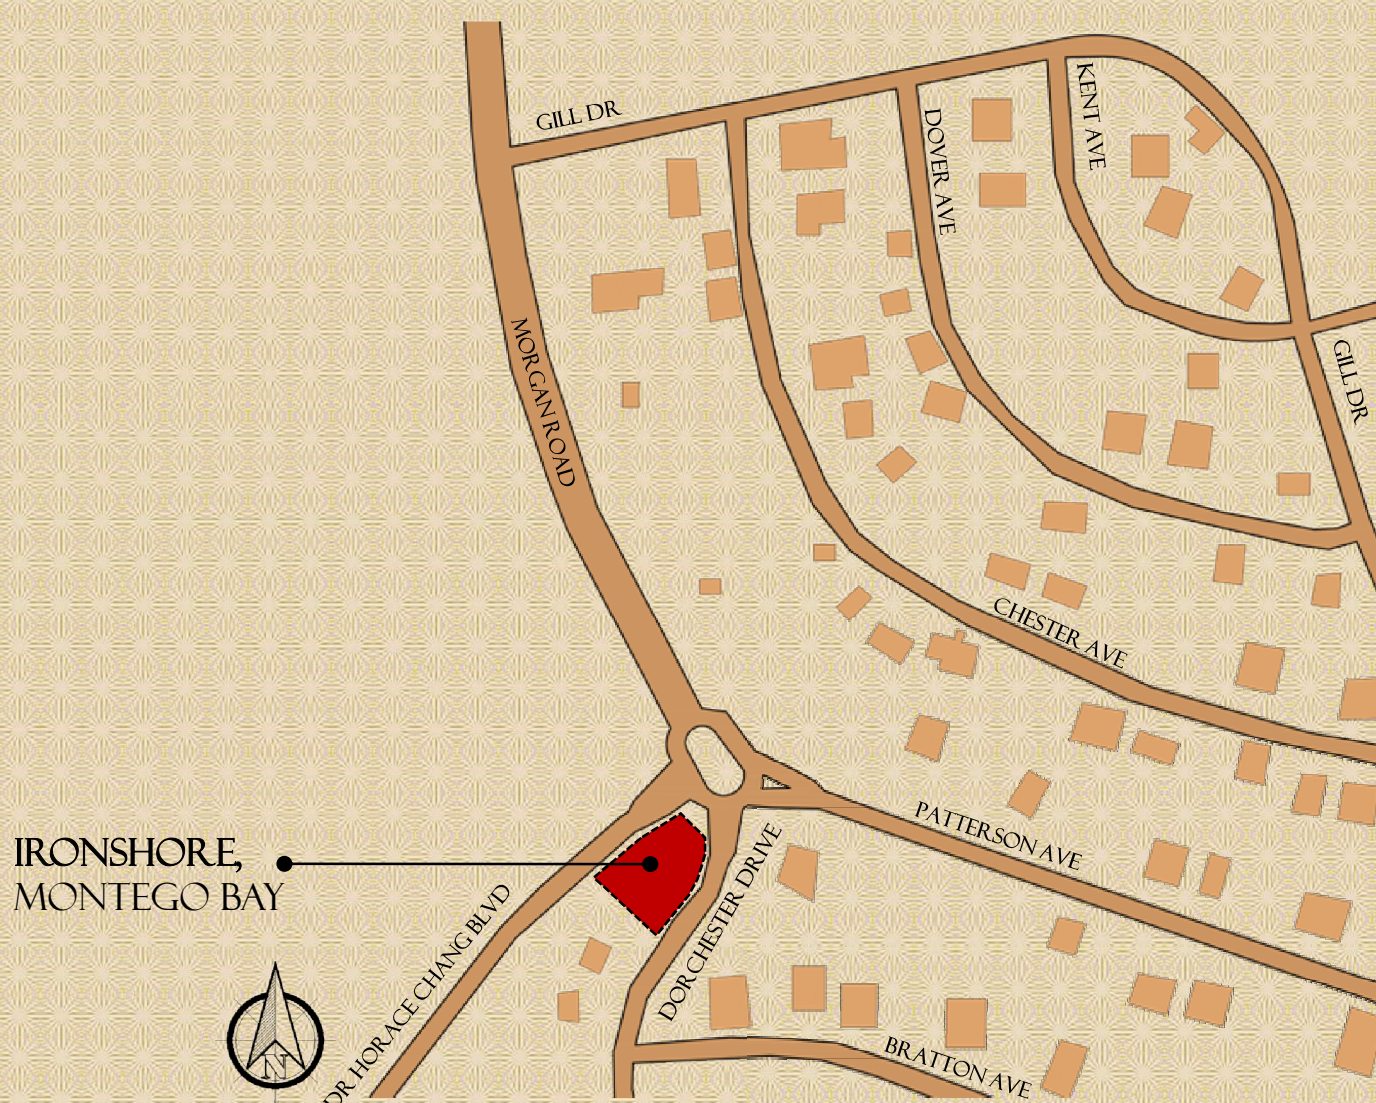 GILL DR
KENT AVE
DOVER AVE
MORGAN ROAD
GILL DR
CHESTER AVE
PATTERSON AVE
IRONSHORE,
MONTEGO BAY
DORCHESTER DRIVE
DR HORACE CHANG BLVD
BRATTON AVE
N